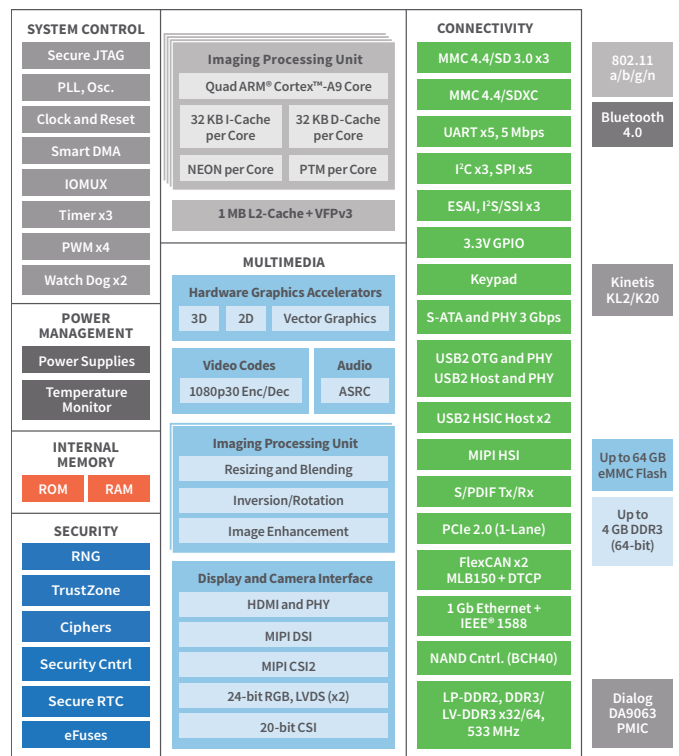 SYSTEM CONTROL
Secure JTAG
PLL, Osc.
Clock and Reset
Smart DMA
IOMUX
Timer x3
PWM x4
Watch Dog x2
POWER
MANAGEMENT
Power Supplies
Temperature
Monitor
INTERNAL
MEMORY
ROM
RAM
SECURITY
RNG
TrustZone
Ciphers
Security Cntrl
Secure RTC
eFuses
Imaging Processing Unit
Quad ARM® Cortex™-A9 Core
32 KB I-Cache
per Core
32 KB D-Cache
per Core
NEON per Core
PTM per Core
1 MB L2-Cache + VFPv3
MULTIMEDIA
Hardware Graphics Accelerators
3D
2D
Vector Graphics
Video Codes
1080p30 Enc/Dec
Audio
ASRC
Imaging Processing Unit
Resizing and Blending
Inversion/Rotation
Image Enhancement
Display and Camera Interface
HDMI and PHY
MIPI DSI
MIPI CSI2
24-bit RGB, LVDS (x2)
20-bit CSI
CONNECTIVITY
MMC 4.4/SD 3.0 x3
MMC 4.4/SDXC
UART x5, 5 Mbps
I²C x3, SPI x5
ESAI, I²S/SSI x3
3.3V GPIO
Keypad
S-ATA and PHY 3 Gbps
USB2 OTG and PHY
USB2 Host and PHY
USB2 HSIC Host x2
MIPI HSI
S/PDIF Tx/Rx
PCIe 2.0 (1-Lane)
FlexCAN x2
MLB150 + DTCP
1 Gb Ethernet +
IEEE® 1588
NAND Cntrl. (BCH40)
LP-DDR2, DDR3/
LV-DDR3 x32/64,
533 MHz
802.11
a/b/g/n
Bluetooth
4.0
Kinetis
KL2/K20
Up to 64 GB
eMMC Flash
Up to
4 GB DDR3
(64-bit)
Dialog
DA9063
PMIC